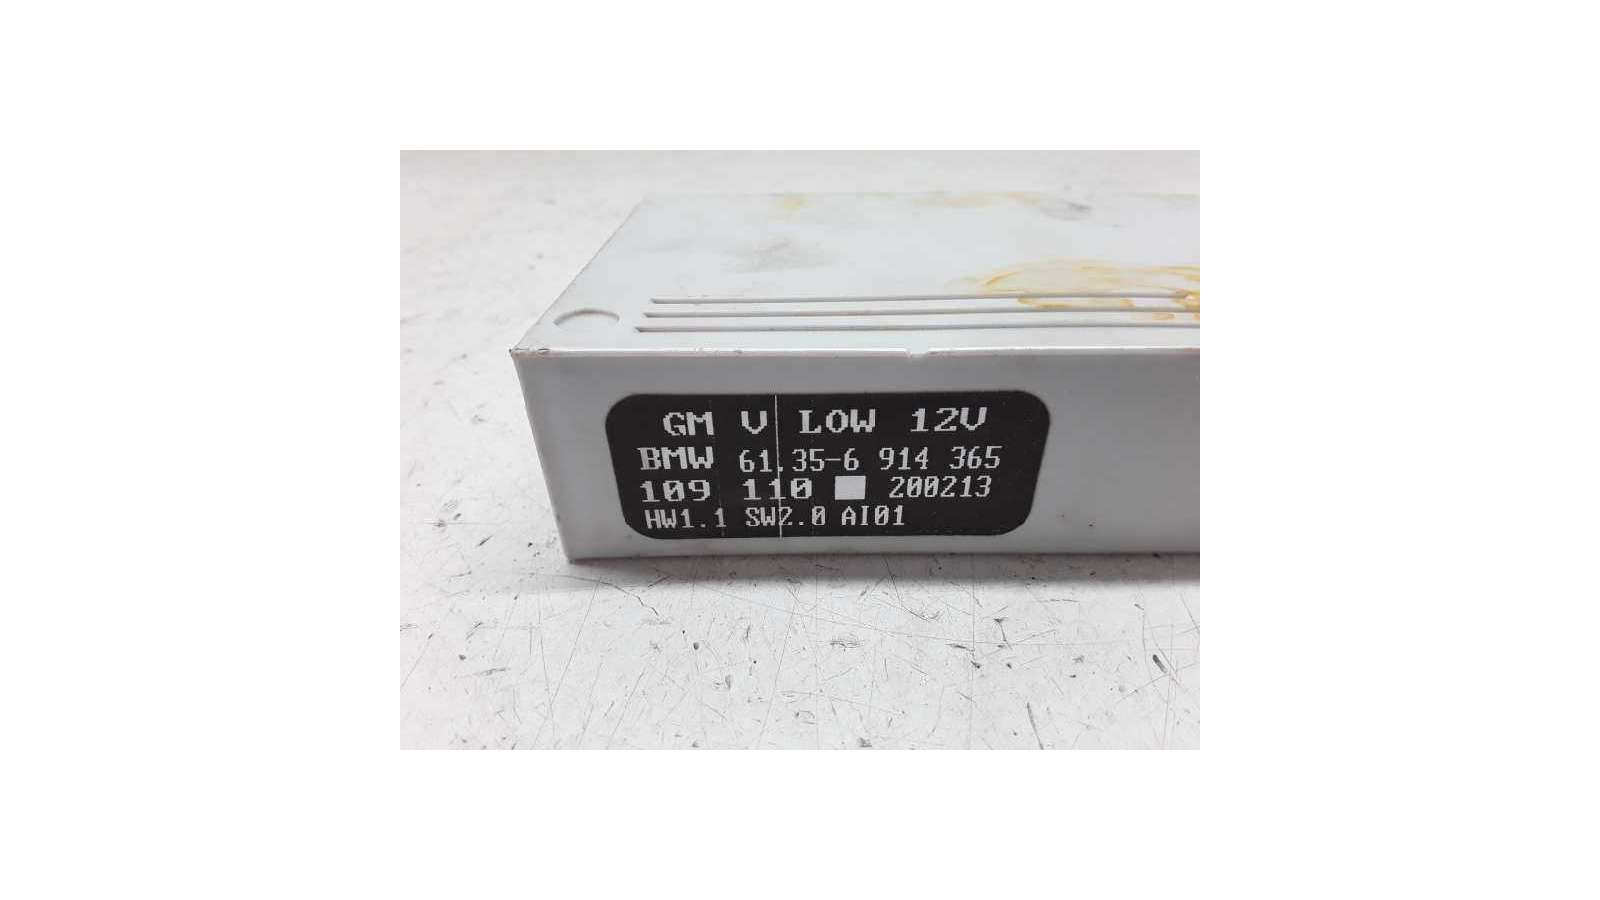 GM V LOW 12V
BMW 61.35-6 914 365
109 110 200213
HW1.1 SW2.0 AI01